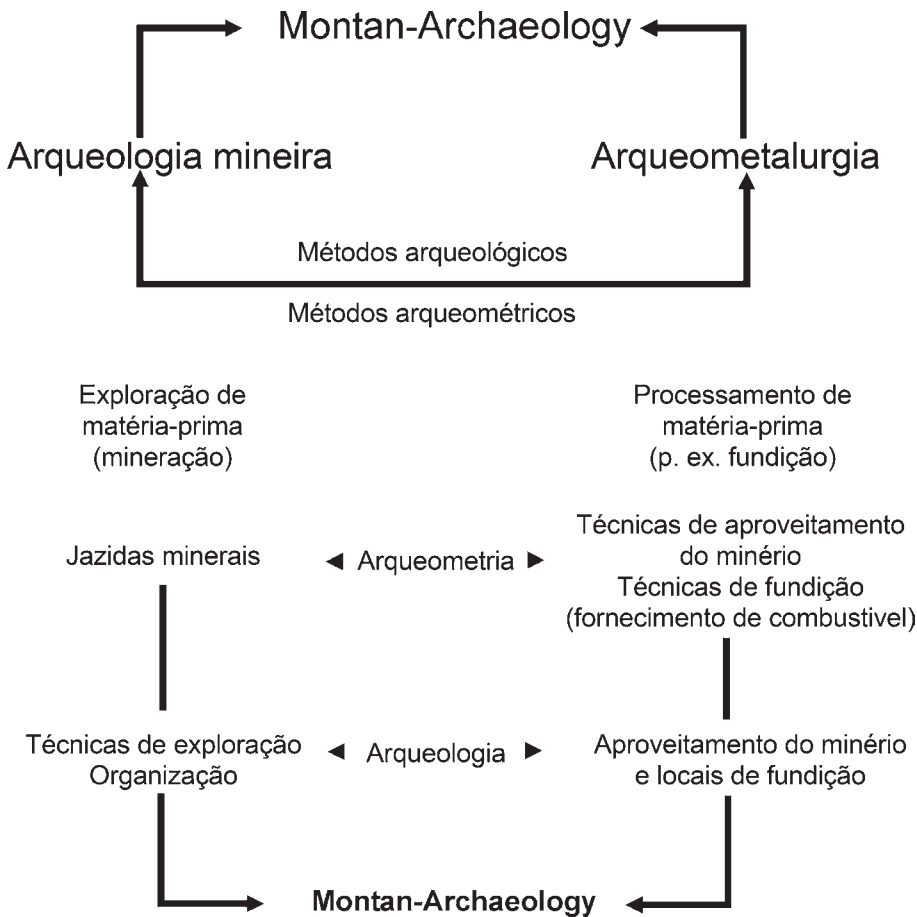 Montan-Archaeology
Arqueologia mineira
Arqueometalurgia
Métodos arqueológicos
Métodos arqueométricos
Exploração de
matéria-prima
(mineração)
Processamento de
matéria-prima
(p. ex. fundição)
Jazidas minerais
◄ Arqueometria ►
Técnicas de aproveitamento
do minério
Técnicas de fundição
(fornecimento de combustivel)
Técnicas de exploração
Organização
◄ Arqueologia ►
Aproveitamento do minério
e locais de fundição
Montan-Archaeology